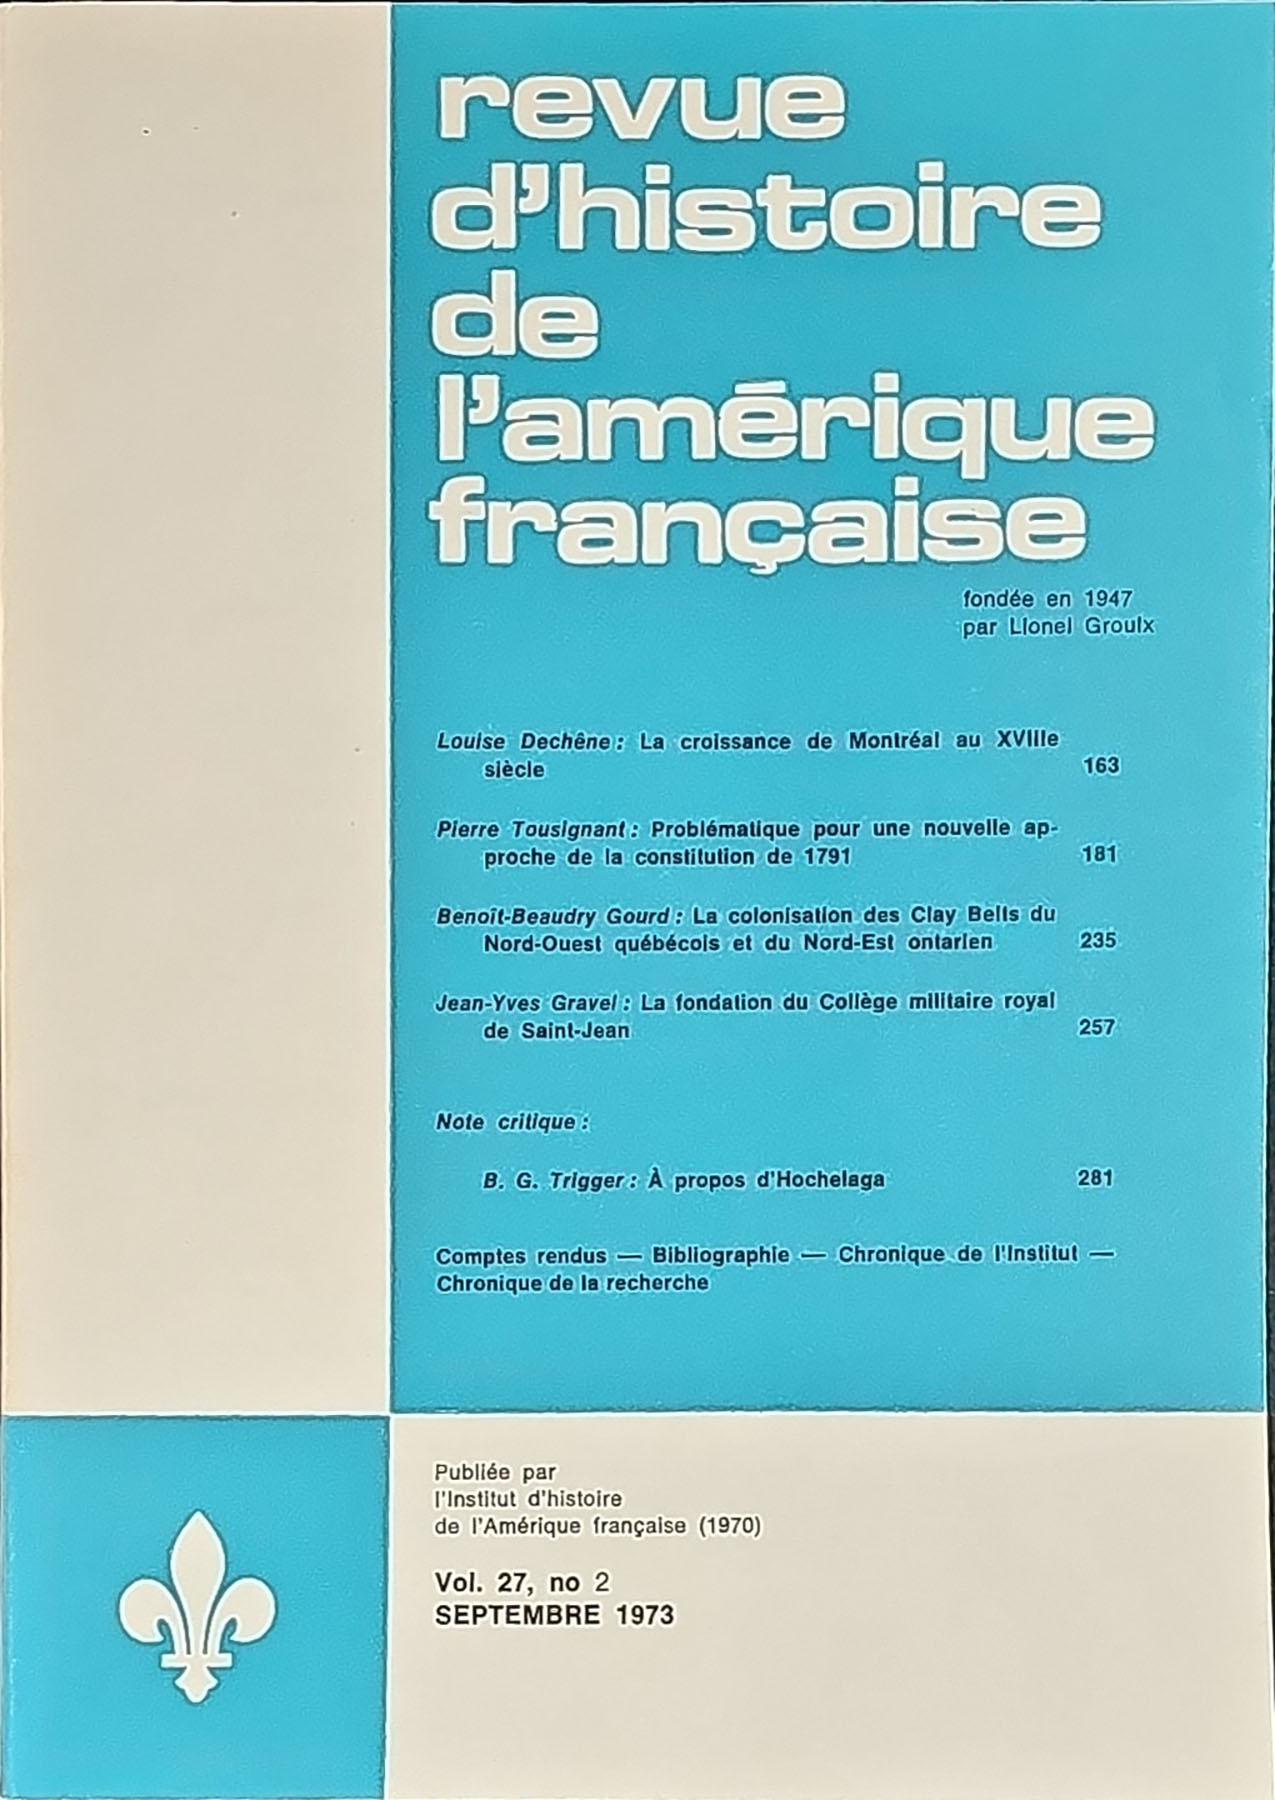 revue
d'histoire
de
l'amérique
française
fondée en 1947
par Lionel Groulx
Louise Dechêne : La croissance de Montréal au XVIIIe
siècle 163
Pierre Tousignant : Problématique pour une nouvelle ap-
proche de la constitution de 1791 181
Benoît-Beaudry Gourd : La colonisation des Clay Belts du
Nord-Ouest québécois et du Nord-Est ontarien 235
Jean-Yves Gravel : La fondation du Collège militaire royal
de Saint-Jean 257
Note critique :
B. G. Trigger : À propos d'Hochelaga 281
Comptes rendus — Bibliographie — Chronique de l'Institut —
Chronique de la recherche
Publiée par
l'Institut d'histoire
de l'Amérique française (1970)
Vol. 27, no 2
SEPTEMBRE 1973